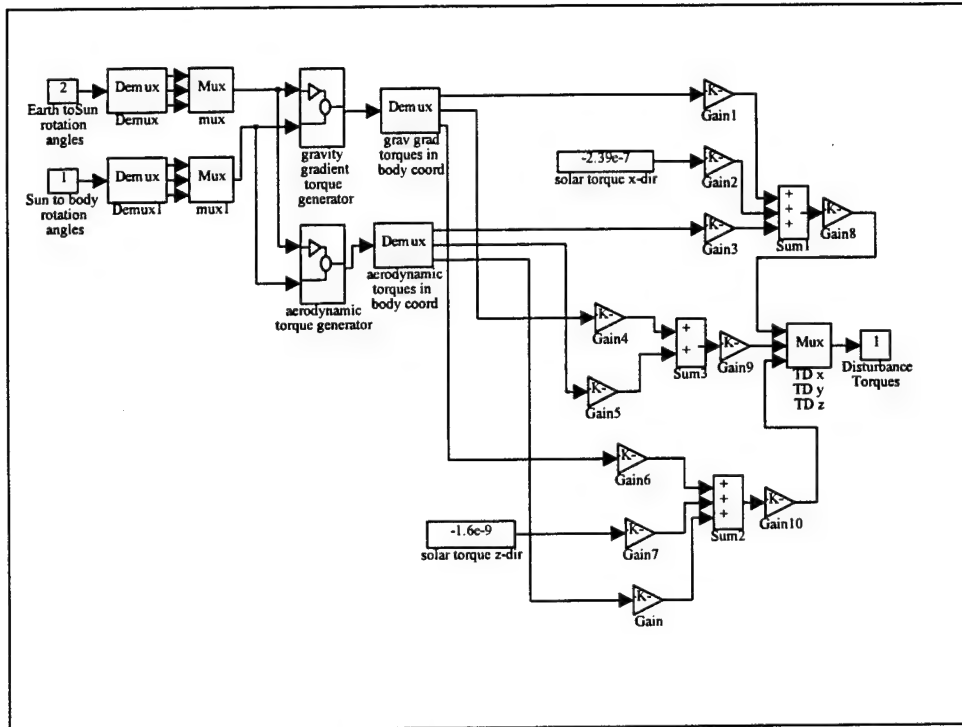 2
Earth toSun
rotation
angles
Demux
Demux
Mux
mux
1
Sun to body
rotation
angles
Demux
Demux1
Mux
mux1
gravity
gradient
torque
generator
Demux
grav grad
torques in
body coord
aerodynamic
torque generator
Demux
aerodynamic
torques in
body coord
K-
Gain1
-2.39e-7
solar torque x-dir
K-
Gain2
K-
Gain3
+
+
+
Sum1
K-
Gain8
K-
Gain4
K-
Gain5
+
+
Sum3
K-
Gain9
Mux
TD x
TD y
TD z
1
Disturbance
Torques
K-
Gain6
-1.6e-9
solar torque z-dir
K-
Gain7
K-
Gain
+
+
+
Sum2
K-
Gain10